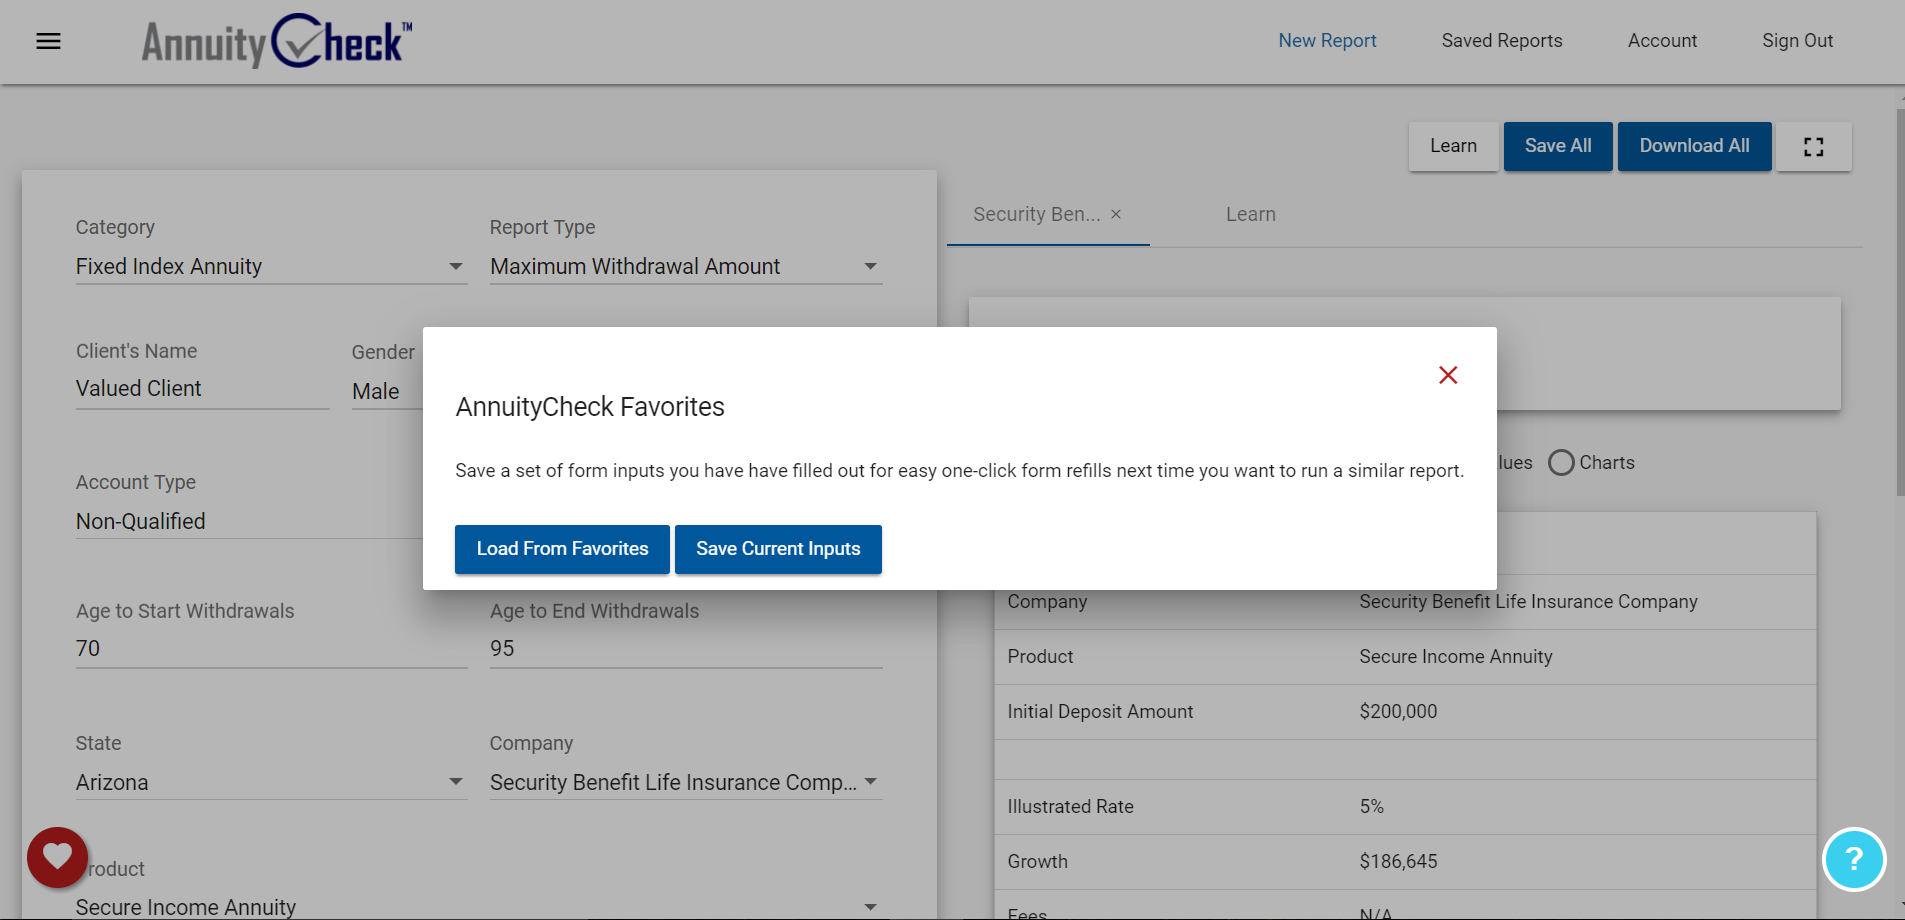 AnnuityCheck™
New Report
Saved Reports
Account
Sign Out
Learn
Save All
Download All
Security Ben... ×
Learn
Category
Fixed Index Annuity
Report Type
Maximum Withdrawal Amount
Client's Name
Valued Client
Gender
Male
Account Type
Non-Qualified
Age to Start Withdrawals
70
Age to End Withdrawals
95
State
Arizona
Company
Security Benefit Life Insurance Comp...
roduct
Secure Income Annuity
AnnuityCheck Favorites
Save a set of form inputs you have have filled out for easy one-click form refills next time you want to run a similar report.
Load From Favorites
Save Current Inputs
lues
Charts
Company
Security Benefit Life Insurance Company
Product
Secure Income Annuity
Initial Deposit Amount
$200,000
Illustrated Rate
5%
Growth
$186,645
Fees
N/A
?